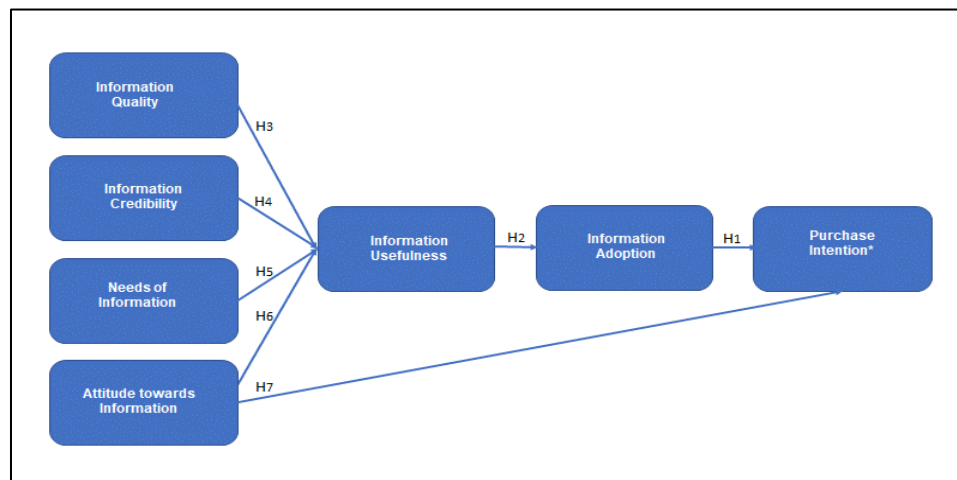 Information
Quality
H3
Information
Credibility
H4
Information
Usefulness
H2
Information
Adoption
H1
Purchase
Intention*
Needs of
Information
H5
H6
Attitude towards
Information
H7